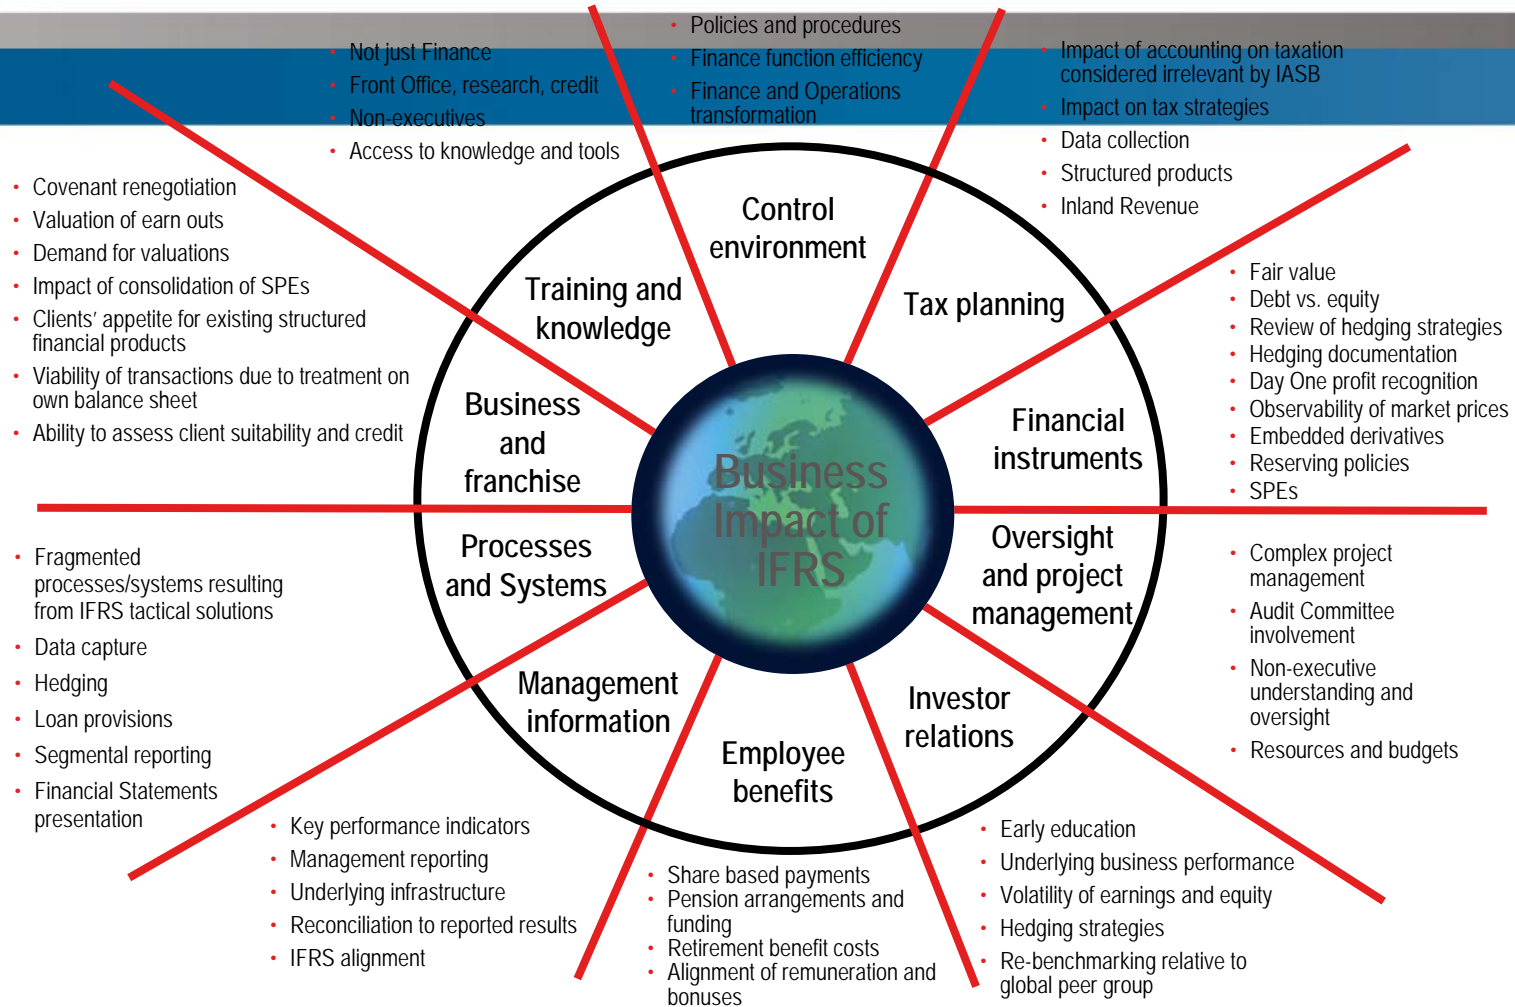 • Not just Finance
• Front Office, research, credit
• Non-executives
• Access to knowledge and tools
• Policies and procedures
• Finance function efficiency
• Finance and Operations
transformation
• Impact of accounting on taxation
considered irrelevant by IASB
• Impact on tax strategies
• Data collection
• Structured products
• Inland Revenue
• Covenant renegotiation
• Valuation of earn outs
• Demand for valuations
• Impact of consolidation of SPEs
• Clients' appetite for existing structured
financial products
• Viability of transactions due to treatment on
own balance sheet
• Ability to assess client suitability and credit
Control
environment
Training and
knowledge
Tax planning
Business
and
franchise
Financial
instruments
Business
Impact of
IFRS
Processes
and Systems
Oversight
and project
management
Management
information
Investor
relations
Employee
benefits
• Fair value
• Debt vs. equity
• Review of hedging strategies
• Hedging documentation
• Day One profit recognition
• Observability of market prices
• Embedded derivatives
• Reserving policies
• SPEs
• Fragmented
processes/systems resulting
from IFRS tactical solutions
• Data capture
• Hedging
• Loan provisions
• Segmental reporting
• Financial Statements
presentation
• Complex project
management
• Audit Committee
involvement
• Non-executive
understanding and
oversight
• Resources and budgets
• Key performance indicators
• Management reporting
• Underlying infrastructure
• Reconciliation to reported results
• IFRS alignment
• Share based payments
• Pension arrangements and
funding
• Retirement benefit costs
• Alignment of remuneration and
bonuses
• Early education
• Underlying business performance
• Volatility of earnings and equity
• Hedging strategies
• Re-benchmarking relative to
global peer group